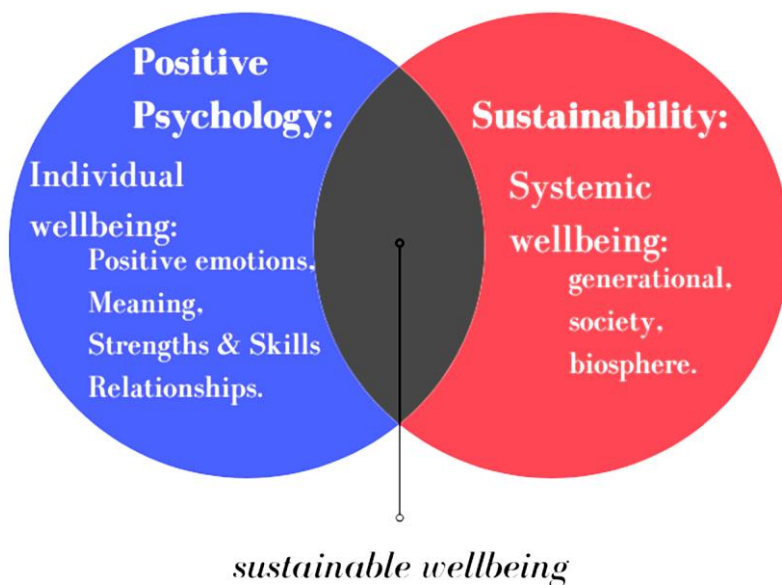 Positive
Psychology:
Individual
wellbeing:
Positive emotions,
Meaning,
Strengths & Skills
Relationships.
Sustainability:
Systemic
wellbeing:
generational,
society,
biosphere.
sustainable wellbeing